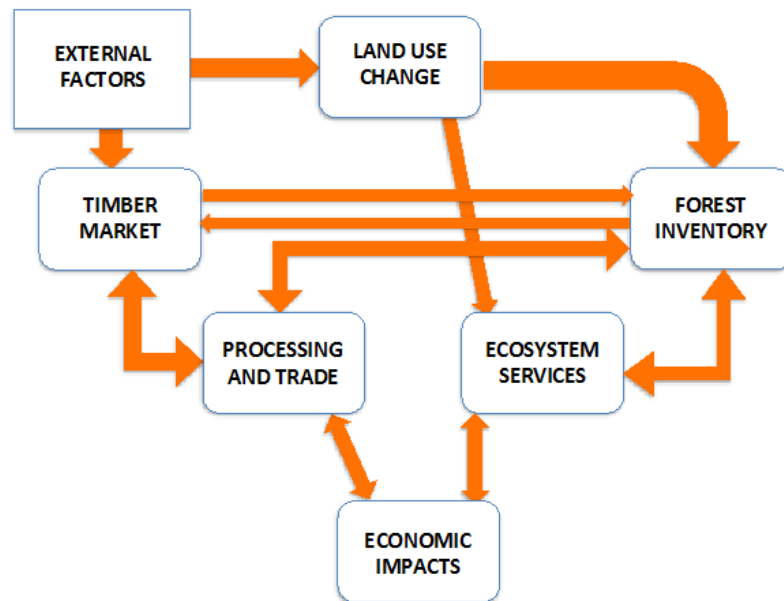 EXTERNAL
FACTORS
LAND USE
CHANGE
TIMBER
MARKET
FOREST
INVENTORY
PROCESSING
AND TRADE
ECOSYSTEM
SERVICES
ECONOMIC
IMPACTS